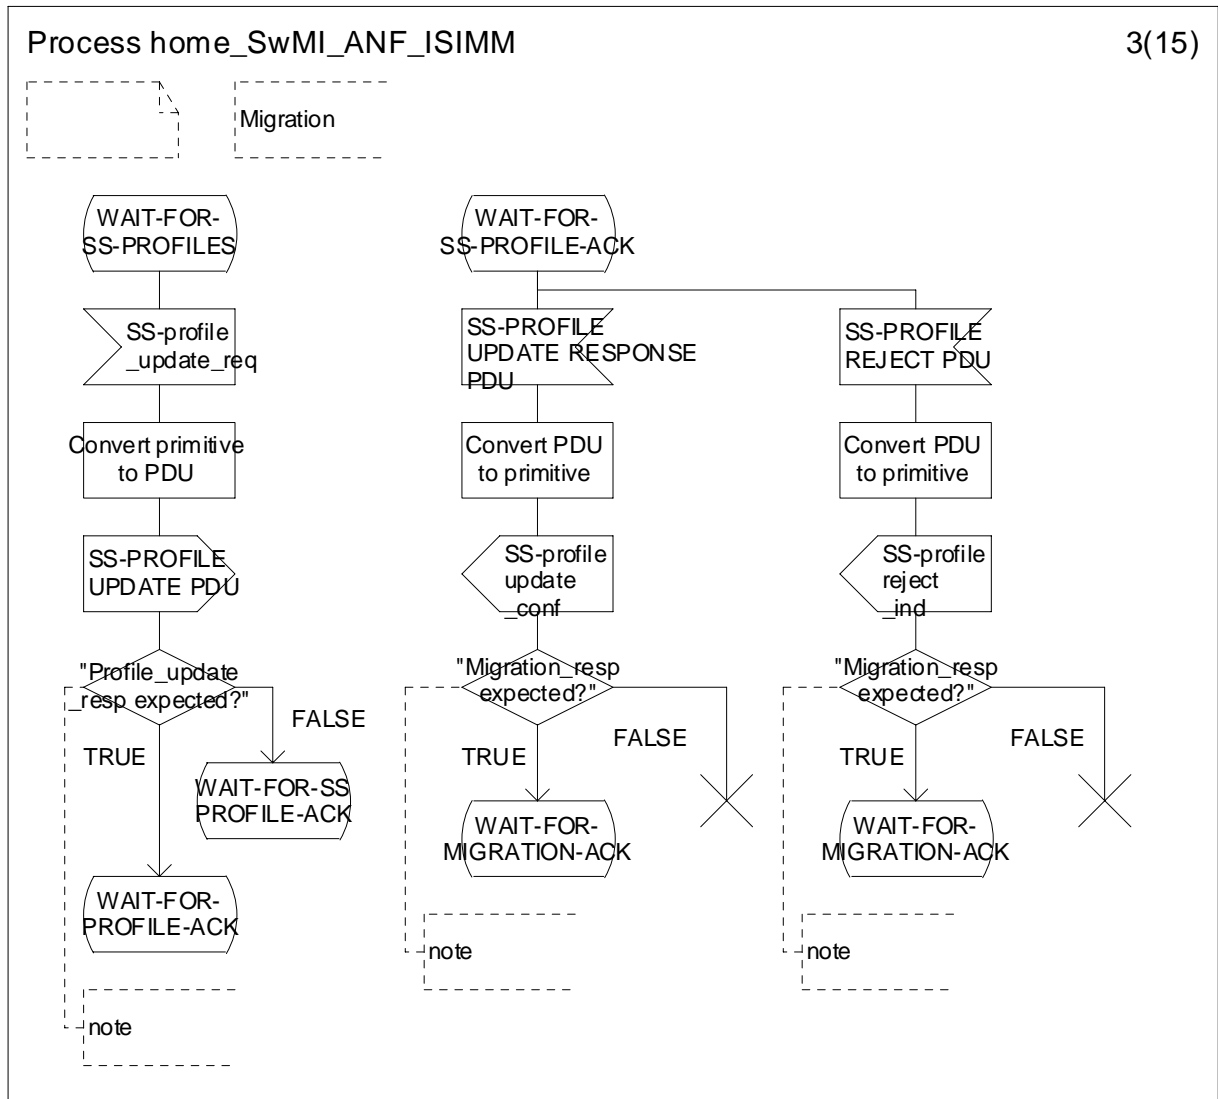 Process home_SwMI_ANF_ISIMM
3(15)
Migration
WAIT-FOR-
SS-PROFILES
SS-profile
_update_req
Convert primitive
to PDU
SS-PROFILE
UPDATE PDU
"Profile_update
_resp expected?"
FALSE
TRUE
WAIT-FOR-SS
PROFILE-ACK
WAIT-FOR-
PROFILE-ACK
note
WAIT-FOR-
SS-PROFILE-ACK
SS-PROFILE
UPDATE RESPONSE
PDU
Convert PDU
to primitive
SS-profile
update
_conf
"Migration_resp
expected?"
FALSE
TRUE
WAIT-FOR-
MIGRATION-ACK
note
SS-PROFILE
REJECT PDU
Convert PDU
to primitive
SS-profile
reject
_ind
"Migration_resp
expected?"
FALSE
TRUE
WAIT-FOR-
MIGRATION-ACK
note